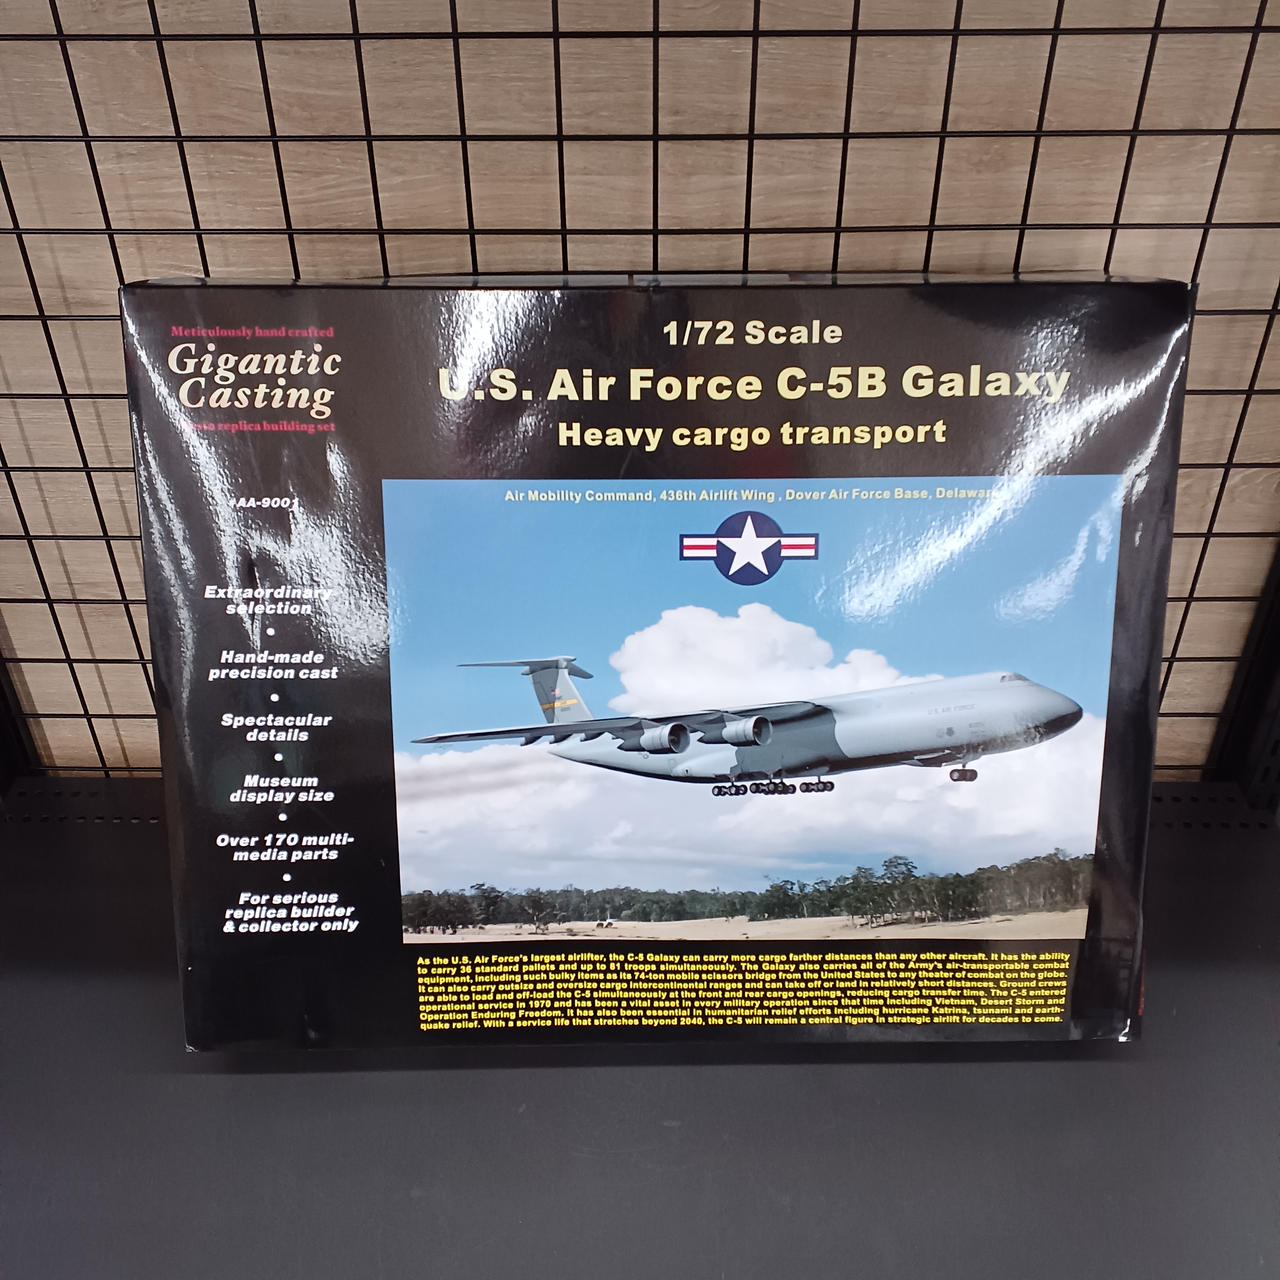 Meticulously hand crafted
Gigantic
Casting
replica building set
AA-9001
Extraordinary
selection
Hand-made
precision cast
Spectacular
details
Museum
display size
Over 170 multi-
media parts
For serious
replica builder
& collector only
1/72 Scale
U.S. Air Force C-5B Galaxy
Heavy cargo transport
Air Mobility Command, 436th Airlift Wing , Dover Air Force Base, Delaware
U.S. AIR FORCE
As the U.S. Air Force's largest airlifter, the C-5 Galaxy can carry more cargo farther distances than any other aircraft. It has the ability
to carry 36 standard pallets and up to 81 troops simultaneously. The Galaxy also carries all of the Army's air-transportable combat
equipment, including such bulky items as its 74-ton mobile scissors bridge from the United States to any theater of combat on the globe.
It can also carry outsize and oversize cargo intercontinental ranges and can take off or land in relatively short distances. Ground crews
are able to load and off-load the C-5 simultaneously at the front and rear cargo openings, reducing cargo transfer time. The C-5 entered
operational service in 1970 and has been a vital asset in every military operation since that time including Vietnam, Desert Storm and
Operation Enduring Freedom. It has also been essential in humanitarian relief efforts including hurricane Katrina, tsunami and earth-
quake relief. With a service life that stretches beyond 2040, the C-5 will remain a central figure in strategic airlift for decades to come.